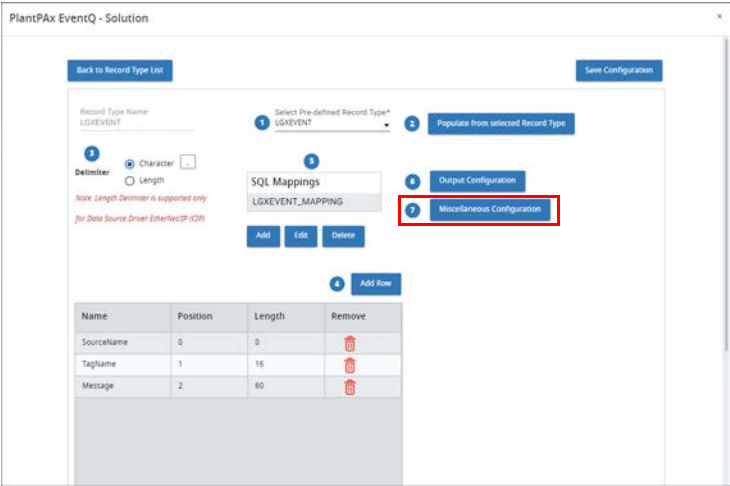 PlantPAx EventQ - Solution
×
Back to Record Type List
Save Configuration
Record Type Name
LGXEVENT
1
Select Pre-defined Record Type*
LGXEVENT
2
Populate from selected Record Type
3
Delimiter
Character
Length
Note: Length Delimiter is supported only
for Data Source Driver EtherNet/IP (CIP)
5
SQL Mappings
LGXEVENT_MAPPING
Add Edit Delete
6
Output Configuration
7
Miscellaneous Configuration
4
Add Row
Name Position Length Remove
SourceName 0 0
TagName 1 16
Message 2 60